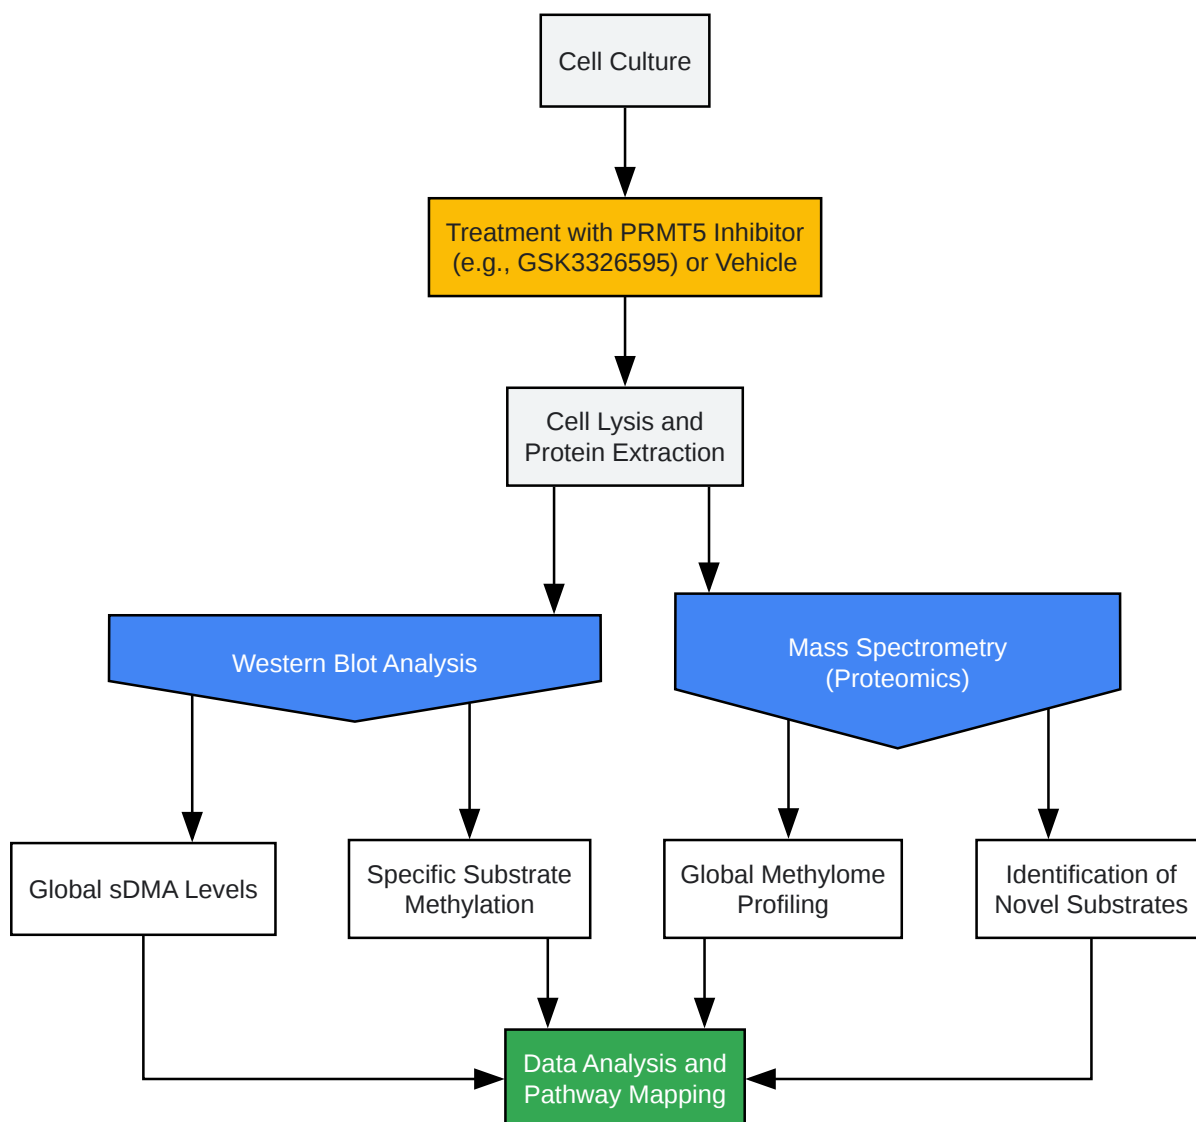 Cell Culture
Treatment with PRMT5 Inhibitor
(e.g., GSK3326595) or Vehicle
Cell Lysis and
Protein Extraction
Western Blot Analysis
Mass Spectrometry
(Proteomics)
Global sDMA Levels
Specific Substrate
Methylation
Global Methylome
Profiling
Identification of
Novel Substrates
Data Analysis and
Pathway Mapping